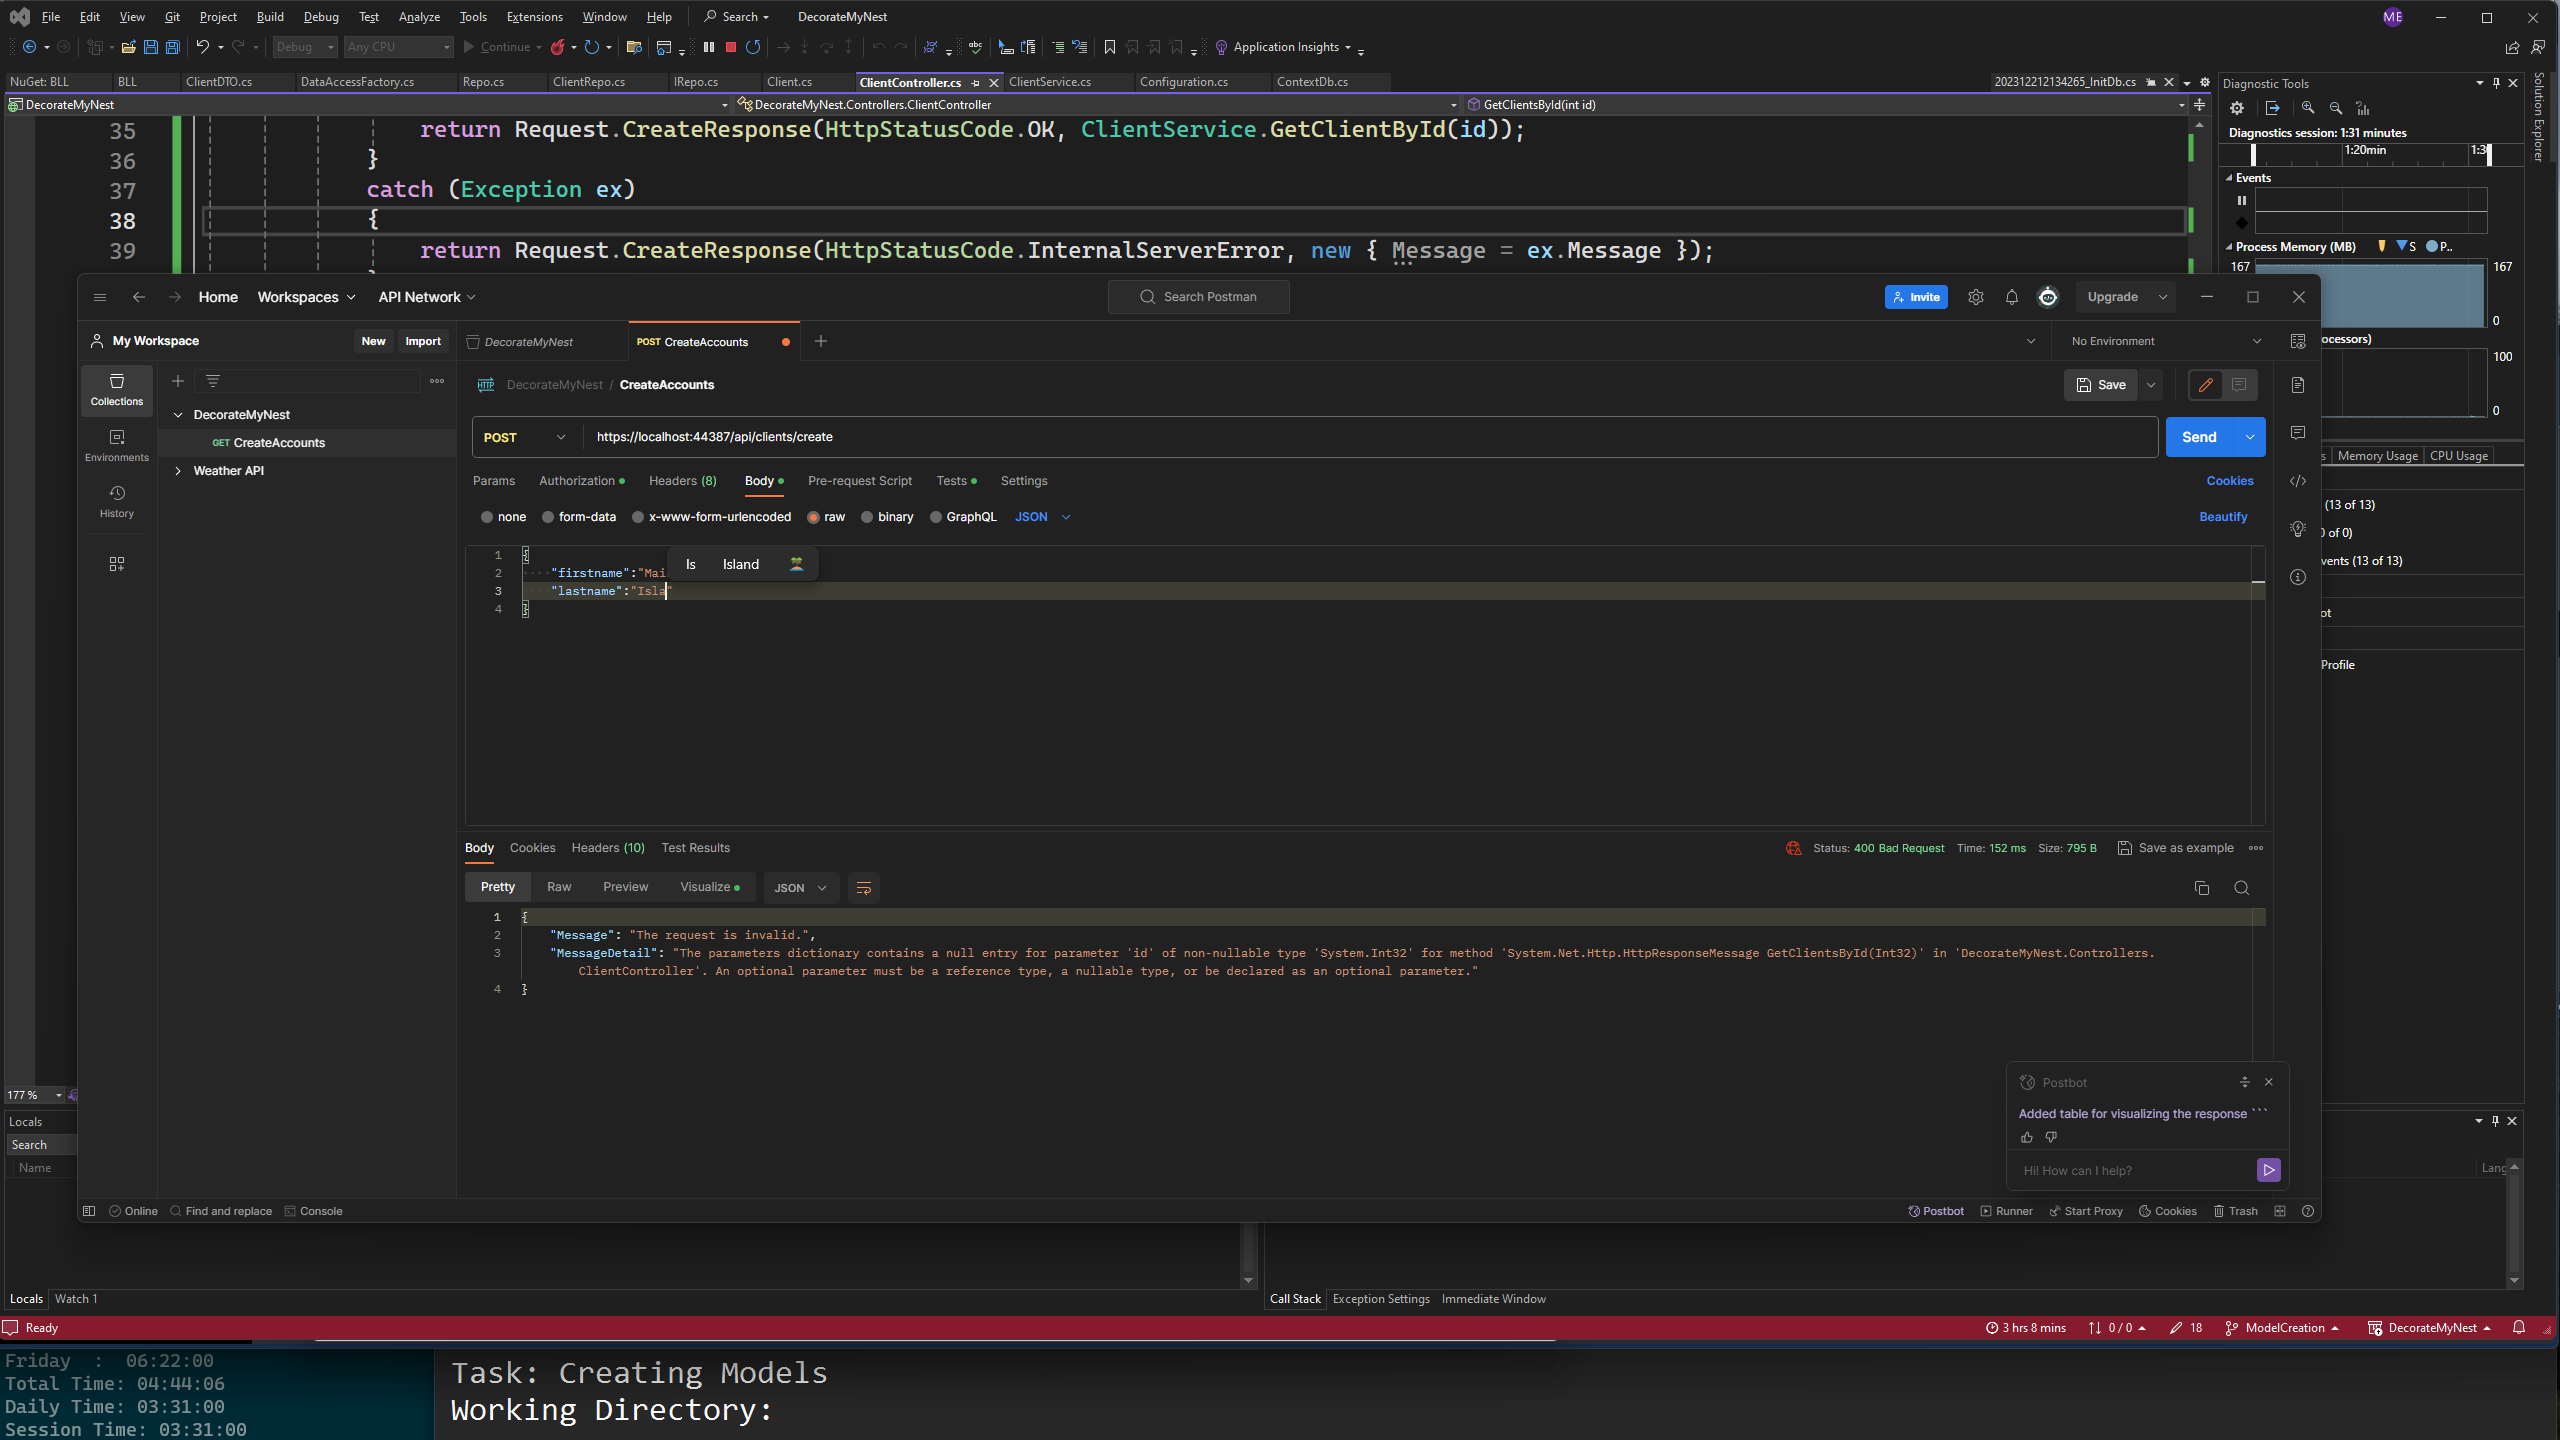 File Edit View Git Project Build Debug Test Analyze Tools Extensions Window Help Search DecorateMyNest ME
Debug Any CPU Continue Application Insights
NuGet: BLL BLL ClientDTO.cs DataAccessFactory.cs Repo.cs ClientRepo.cs IRepo.cs Client.cs ClientController.cs ClientService.cs Configuration.cs ContextDb.cs 202312212134265_InitDb.cs Diagnostic Tools
DecorateMyNest DecorateMyNest.Controllers.ClientController GetClientsById(int id)
Solution Explorer
35 return Request.CreateResponse(HttpStatusCode.OK, ClientService.GetClientById(id));
36 }
37 catch (Exception ex)
38 {
39 return Request.CreateResponse(HttpStatusCode.InternalServerError, new { Message = ex.Message });
Diagnostics session: 1:31 minutes
1:20min 1:3
Events
Process Memory (MB) S P..
167 167
0
ocessors)
100
0
Memory Usage CPU Usage
(13 of 13)
of 0)
vents (13 of 13)
ot
Profile
Home Workspaces API Network Search Postman Invite Upgrade
My Workspace New Import DecorateMyNest POST CreateAccounts No Environment
Collections
Environments
History
DecorateMyNest
GET CreateAccounts
Weather API
HTTP DecorateMyNest / CreateAccounts Save
POST https://localhost:44387/api/clients/create Send
Params Authorization Headers (8) Body Pre-request Script Tests Settings Cookies
none form-data x-www-form-urlencoded raw binary GraphQL JSON Beautify
1 {
2 "firstname":"Mai
3 "lastname":"Isla"
4 }
Is Island 🏝
Body Cookies Headers (10) Test Results Status: 400 Bad Request Time: 152 ms Size: 795 B Save as example
Pretty Raw Preview Visualize JSON
1 {
2 "Message": "The request is invalid.",
3 "MessageDetail": "The parameters dictionary contains a null entry for parameter 'id' of non-nullable type 'System.Int32' for method 'System.Net.Http.HttpResponseMessage GetClientsById(Int32)' in 'DecorateMyNest.Controllers.
ClientController'. An optional parameter must be a reference type, a nullable type, or be declared as an optional parameter."
4 }
Postbot
Added table for visualizing the response ```
Hi! How can I help?
Online Find and replace Console Postbot Runner Start Proxy Cookies Trash
177 %
Locals
Search
Name
Lang
Locals Watch 1 Call Stack Exception Settings Immediate Window
Ready 3 hrs 8 mins 0 / 0 18 ModelCreation DecorateMyNest
Friday : 06:22:00
Total Time: 04:44:06
Daily Time: 03:31:00
Session Time: 03:31:00
Task: Creating Models
Working Directory: